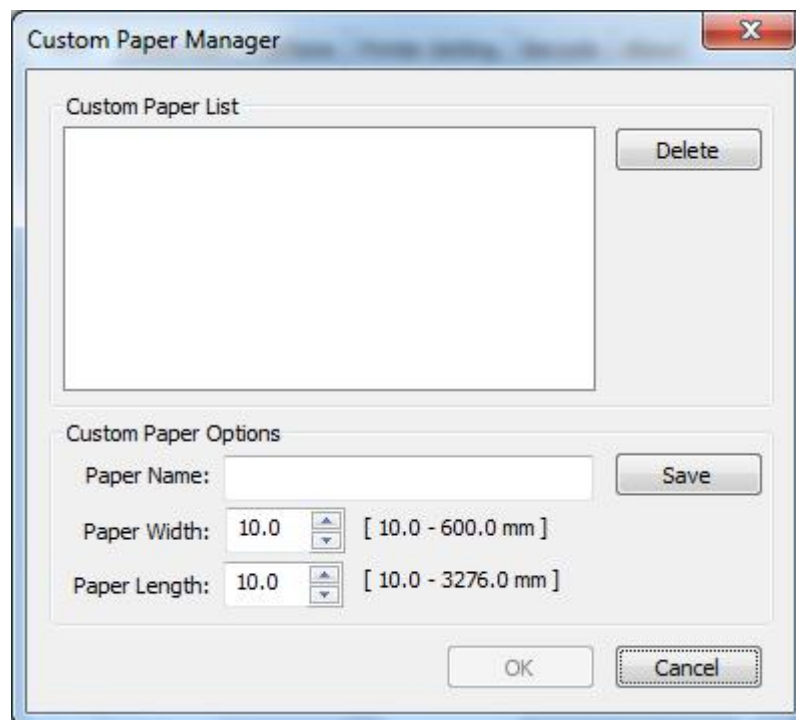 Custom Paper Manager
Custom Paper List
Delete
Custom Paper Options
Paper Name:
Save
Paper Width: 10.0 [ 10.0 - 600.0 mm ]
Paper Length: 10.0 [ 10.0 - 3276.0 mm ]
OK Cancel